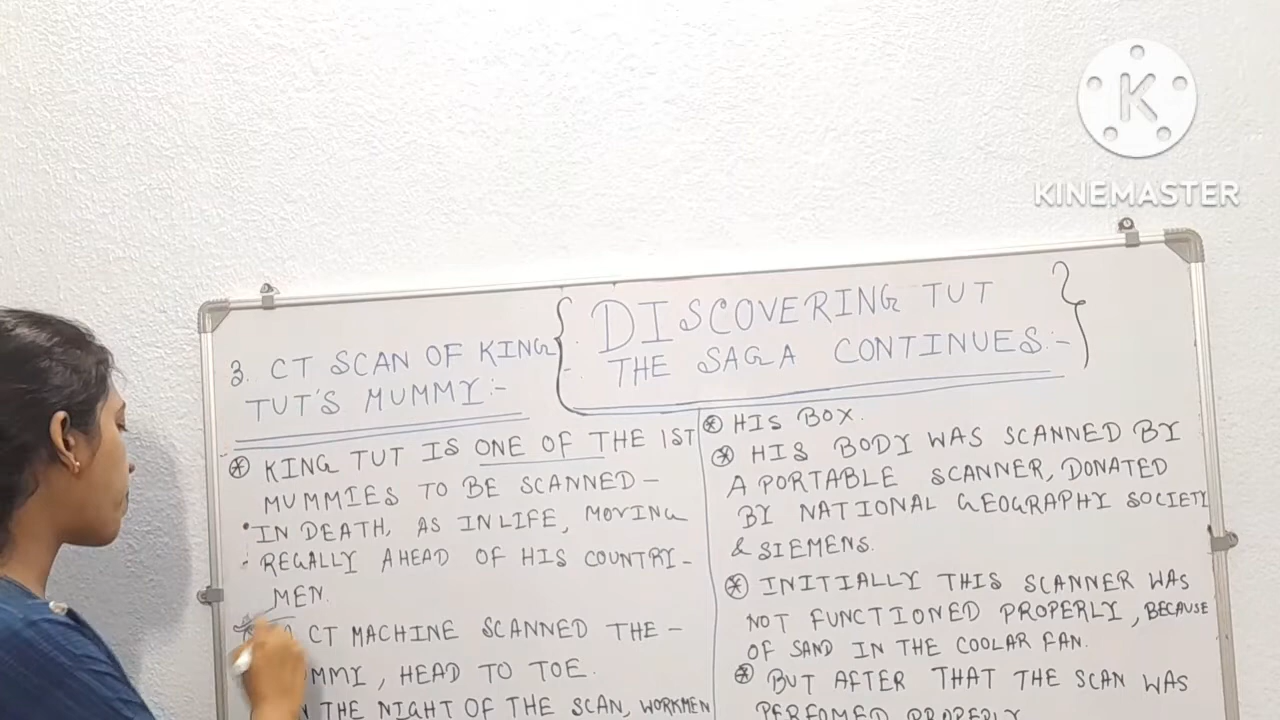 KINEMASTER
DISCOVERING TUT
THE SAGA CONTINUES:-
3. CT SCAN OF KING
TUT'S MUMMY:-
KING TUT IS ONE OF THE 1ST
MUMMIES TO BE SCANNED-
IN DEATH, AS IN LIFE, MOVING
REGALLY AHEAD OF HIS COUNTRY-
MEN.
CT MACHINE SCANNED THE-
HEAD TO TOE.
THE NIGHT OF THE SCAN, WORKMEN
HIS BOX.
HIS BODY WAS SCANNED BY
A PORTABLE SCANNER, DONATED
BY NATIONAL GEOGRAPHY SOCIETY
& SIEMENS.
INITIALLY THIS SCANNER WAS
NOT FUNCTIONED PROPERLY, BECAUSE
OF SAND IN THE COOLAR FAN.
BUT AFTER THAT THE SCAN WAS
PERFOMED PROPERLY